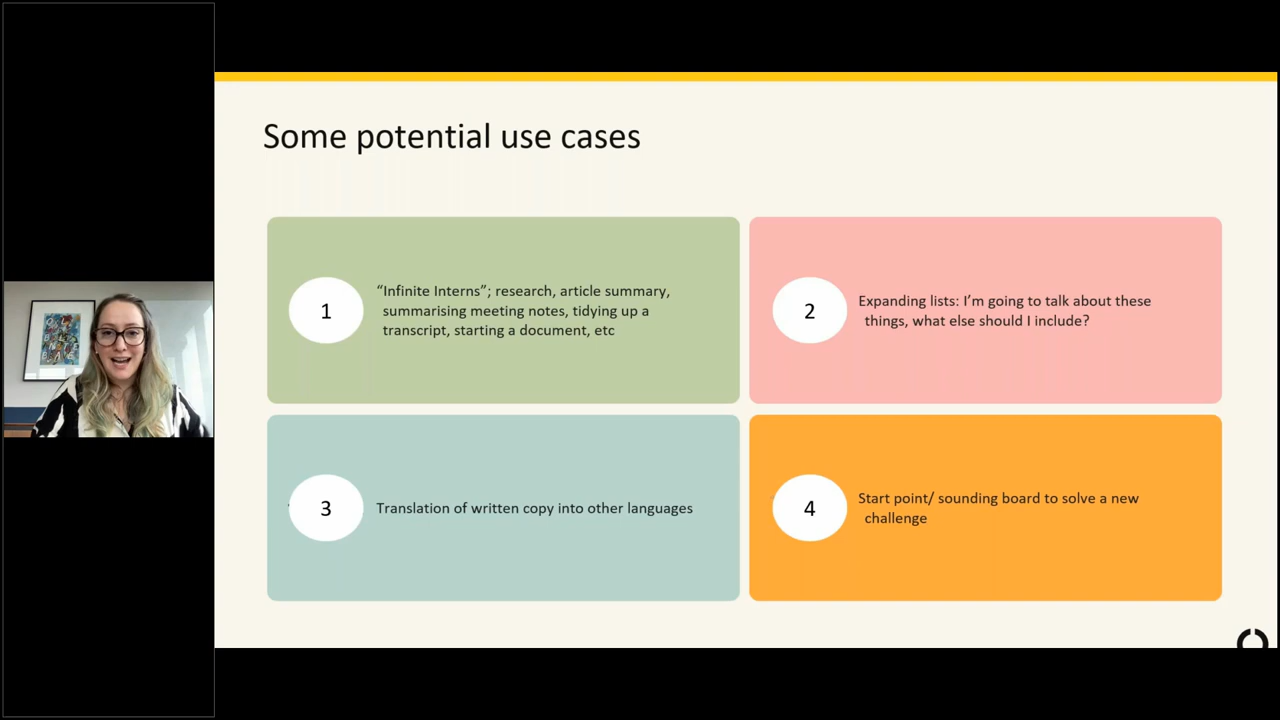 Some potential use cases
1
“Infinite Interns”; research, article summary,
summarising meeting notes, tidying up a
transcript, starting a document, etc
2
Expanding lists: I’m going to talk about these
things, what else should I include?
3
Translation of written copy into other languages
4
Start point/ sounding board to solve a new
challenge